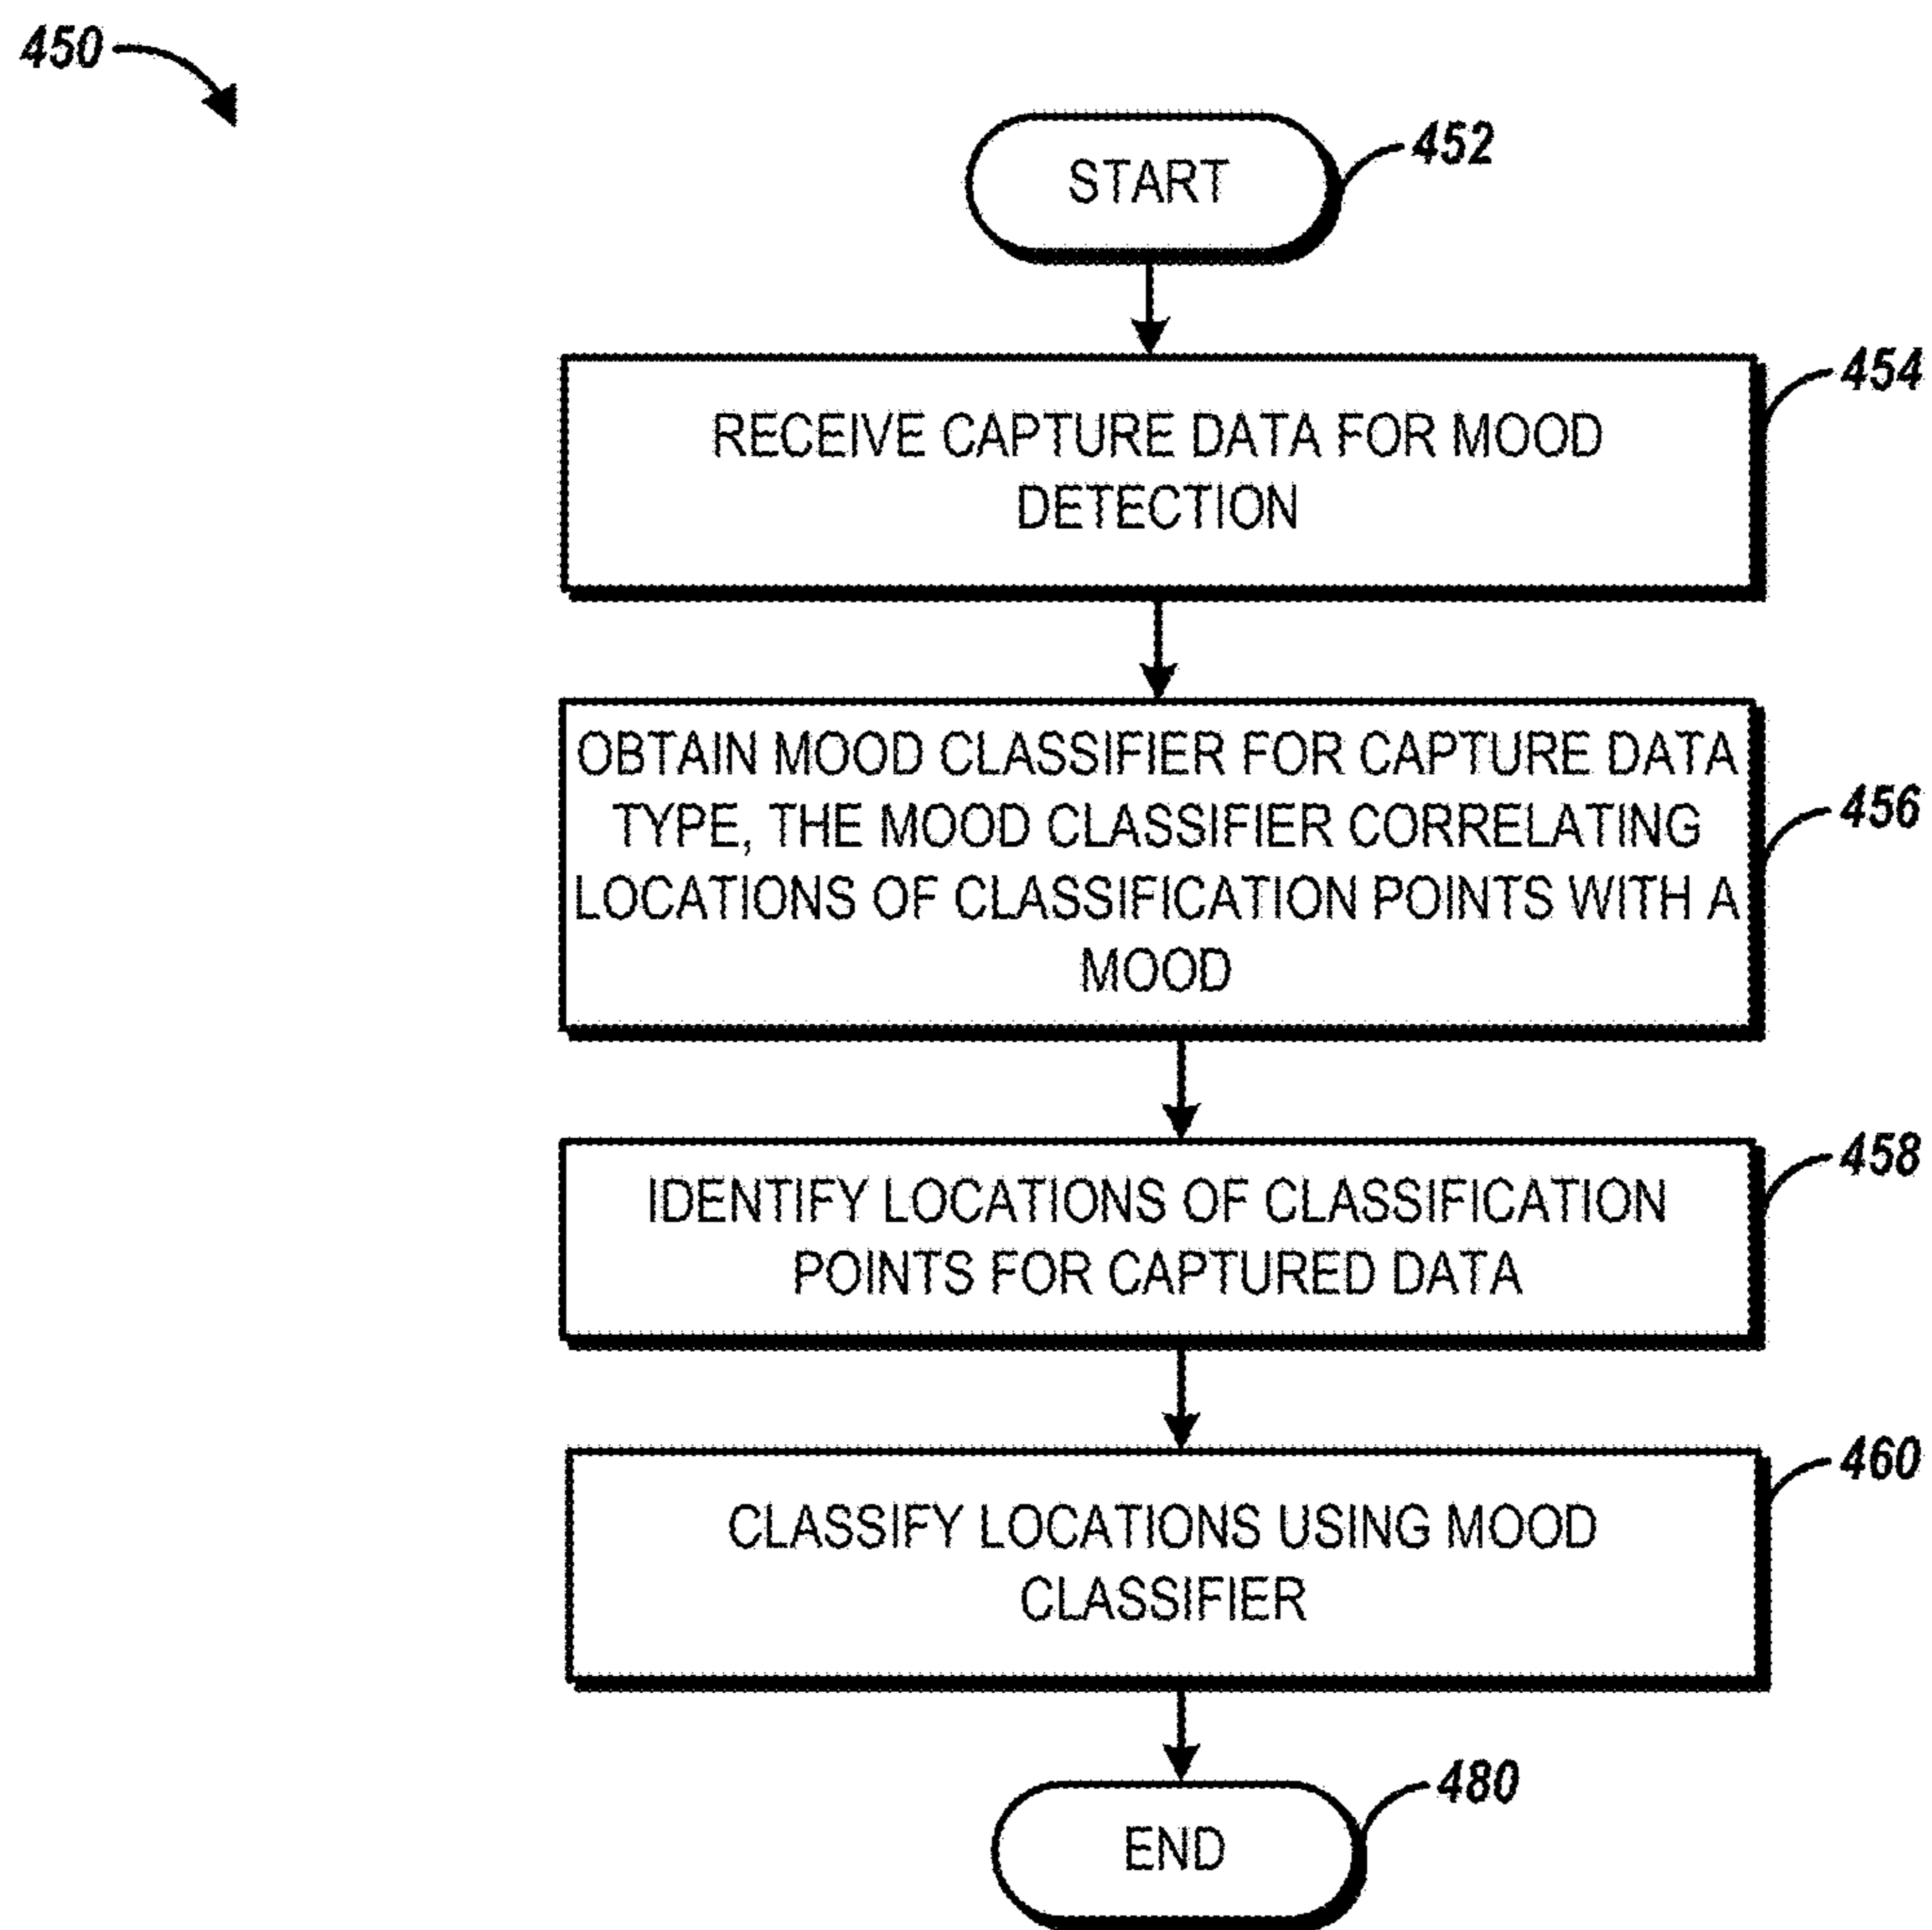 450
START
452
RECEIVE CAPTURE DATA FOR MOOD
DETECTION
454
OBTAIN MOOD CLASSIFIER FOR CAPTURE DATA
TYPE, THE MOOD CLASSIFIER CORRELATING
LOCATIONS OF CLASSIFICATION POINTS WITH A
MOOD
456
IDENTIFY LOCATIONS OF CLASSIFICATION
POINTS FOR CAPTURED DATA
458
CLASSIFY LOCATIONS USING MOOD
CLASSIFIER
460
END
480